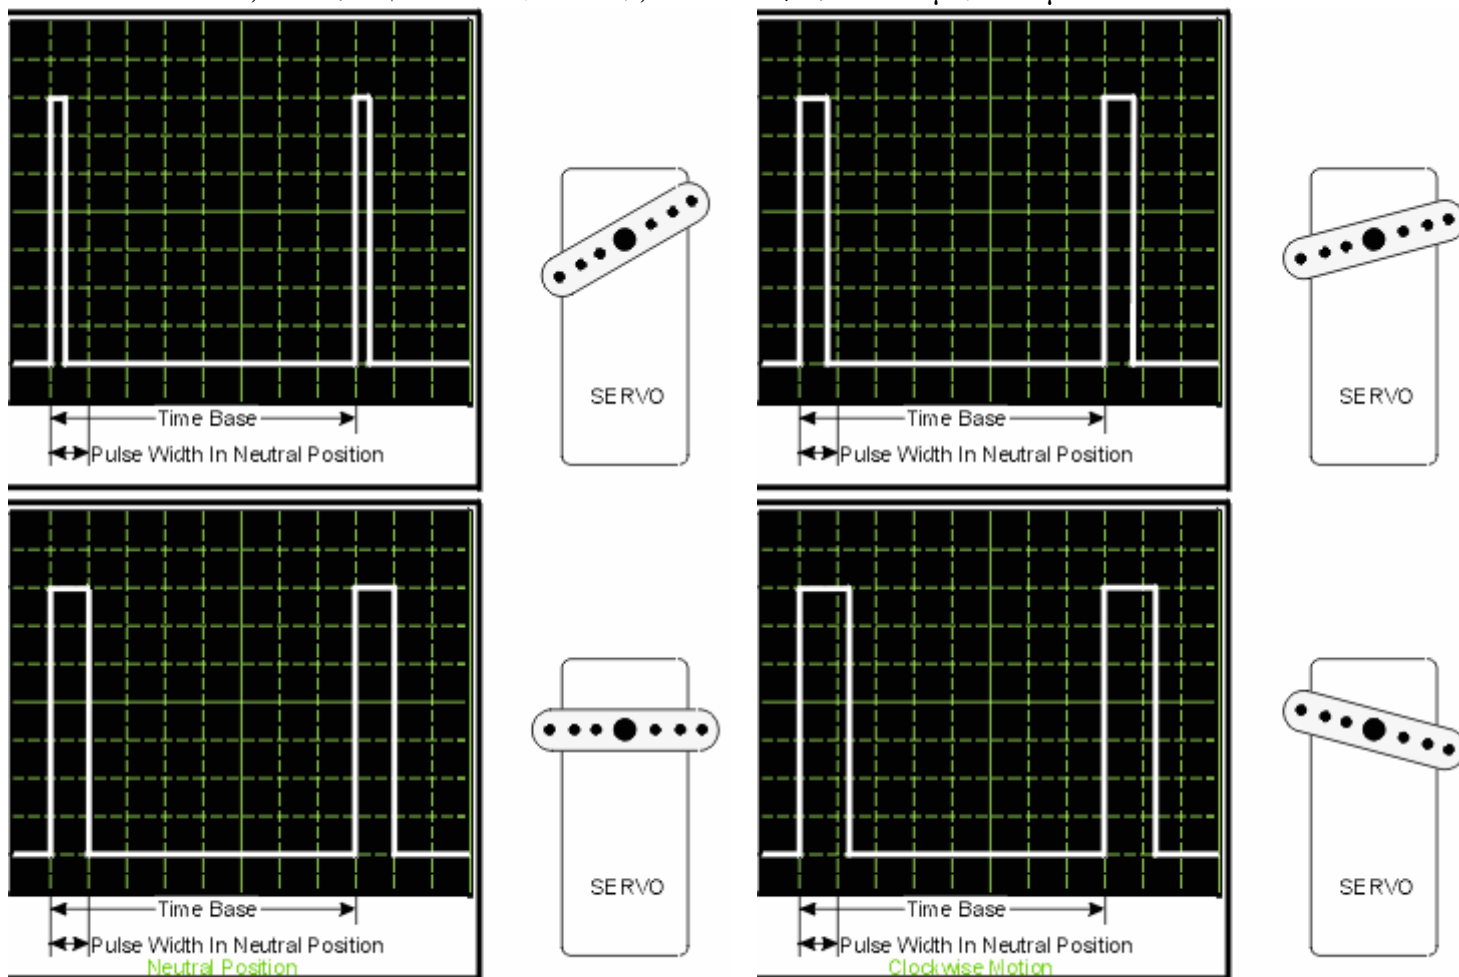 SERVO
Time Base
Pulse Width In Neutral Position
SERVO
Time Base
Pulse Width In Neutral Position
SERVO
Time Base
Pulse Width In Neutral Position
Neutral Position
SERVO
Time Base
Pulse Width In Neutral Position
Clockwise Motion